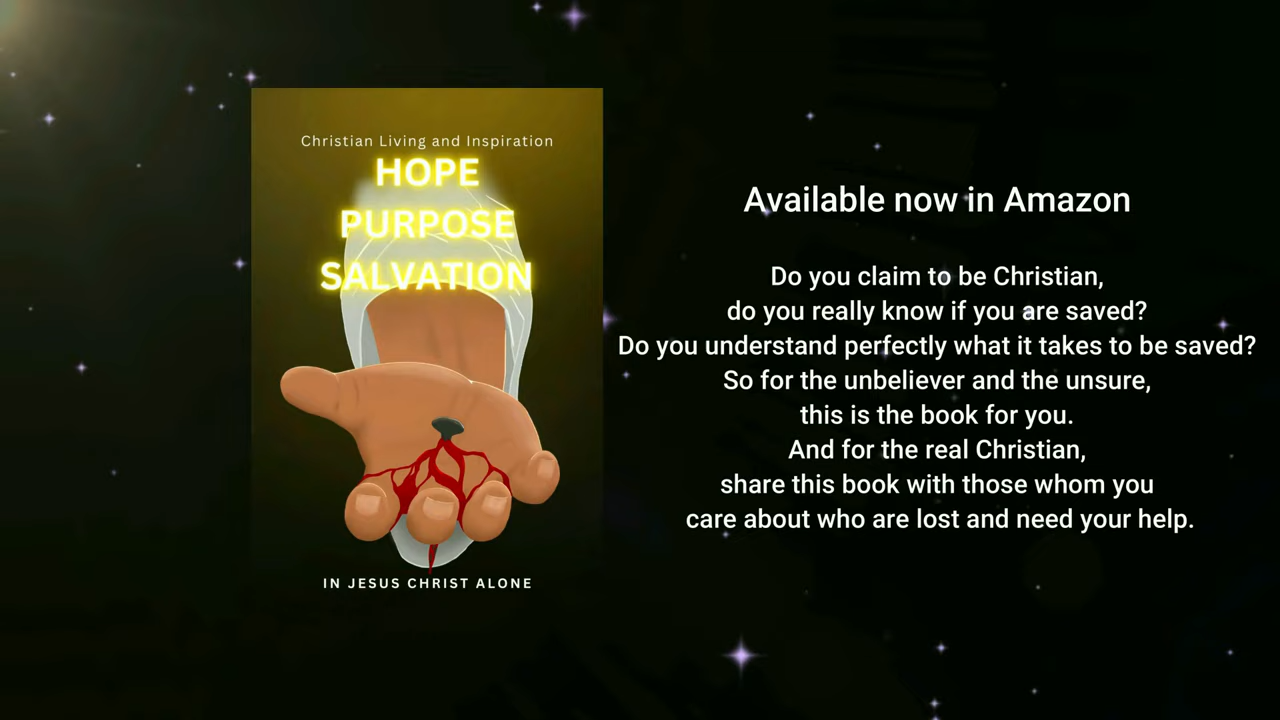 Christian Living and Inspiration
HOPE
PURPOSE
SALVATION
IN JESUS CHRIST ALONE
Available now in Amazon
Do you claim to be Christian,
do you really know if you are saved?
Do you understand perfectly what it takes to be saved?
So for the unbeliever and the unsure,
this is the book for you.
And for the real Christian,
share this book with those whom you
care about who are lost and need your help.